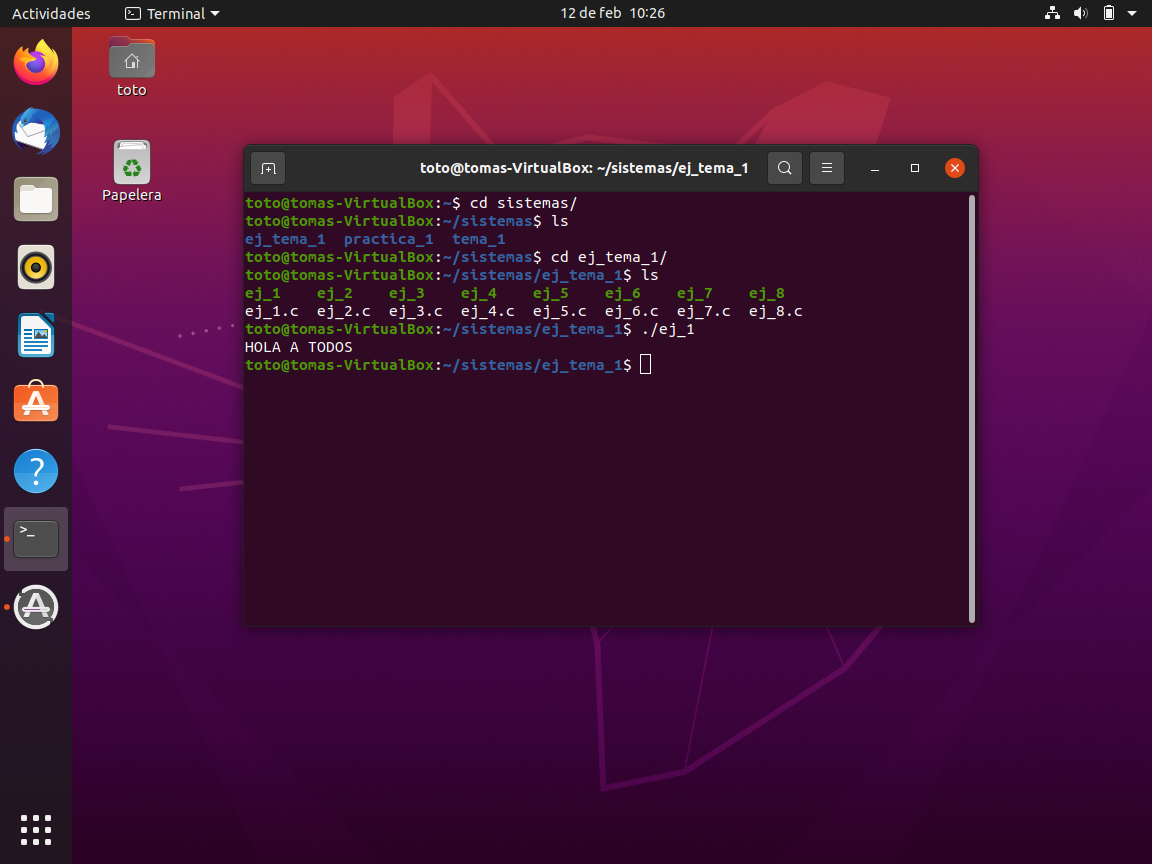 Actividades Terminal 12 de feb 10:26
toto
Papelera
toto@tomas-VirtualBox: ~/sistemas/ej_tema_1
toto@tomas-VirtualBox:~$ cd sistemas/
toto@tomas-VirtualBox:~/sistemas$ ls
ej_tema_1 practica_1 tema_1
toto@tomas-VirtualBox:~/sistemas$ cd ej_tema_1/
toto@tomas-VirtualBox:~/sistemas/ej_tema_1$ ls
ej_1 ej_2 ej_3 ej_4 ej_5 ej_6 ej_7 ej_8
ej_1.c ej_2.c ej_3.c ej_4.c ej_5.c ej_6.c ej_7.c ej_8.c
toto@tomas-VirtualBox:~/sistemas/ej_tema_1$ ./ej_1
HOLA A TODOS
toto@tomas-VirtualBox:~/sistemas/ej_tema_1$